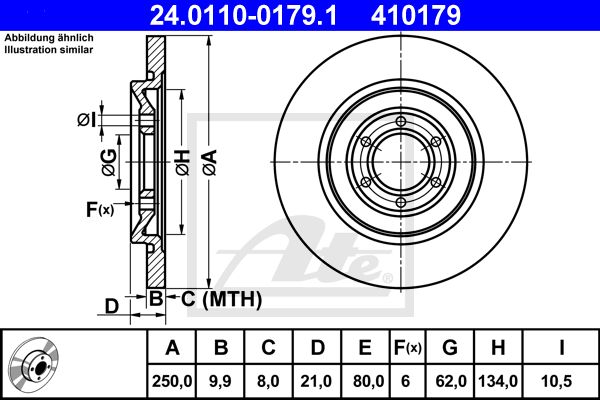 24.0110-0179.1 410179
Abbildung ähnlich
Illustration similar
ØI
ØG
ØH
ØA
F(x)
B
C (MTH)
D
Ate
A B C D E F(x) G H I
250,0 9,9 8,0 21,0 80,0 6 62,0 134,0 10,5